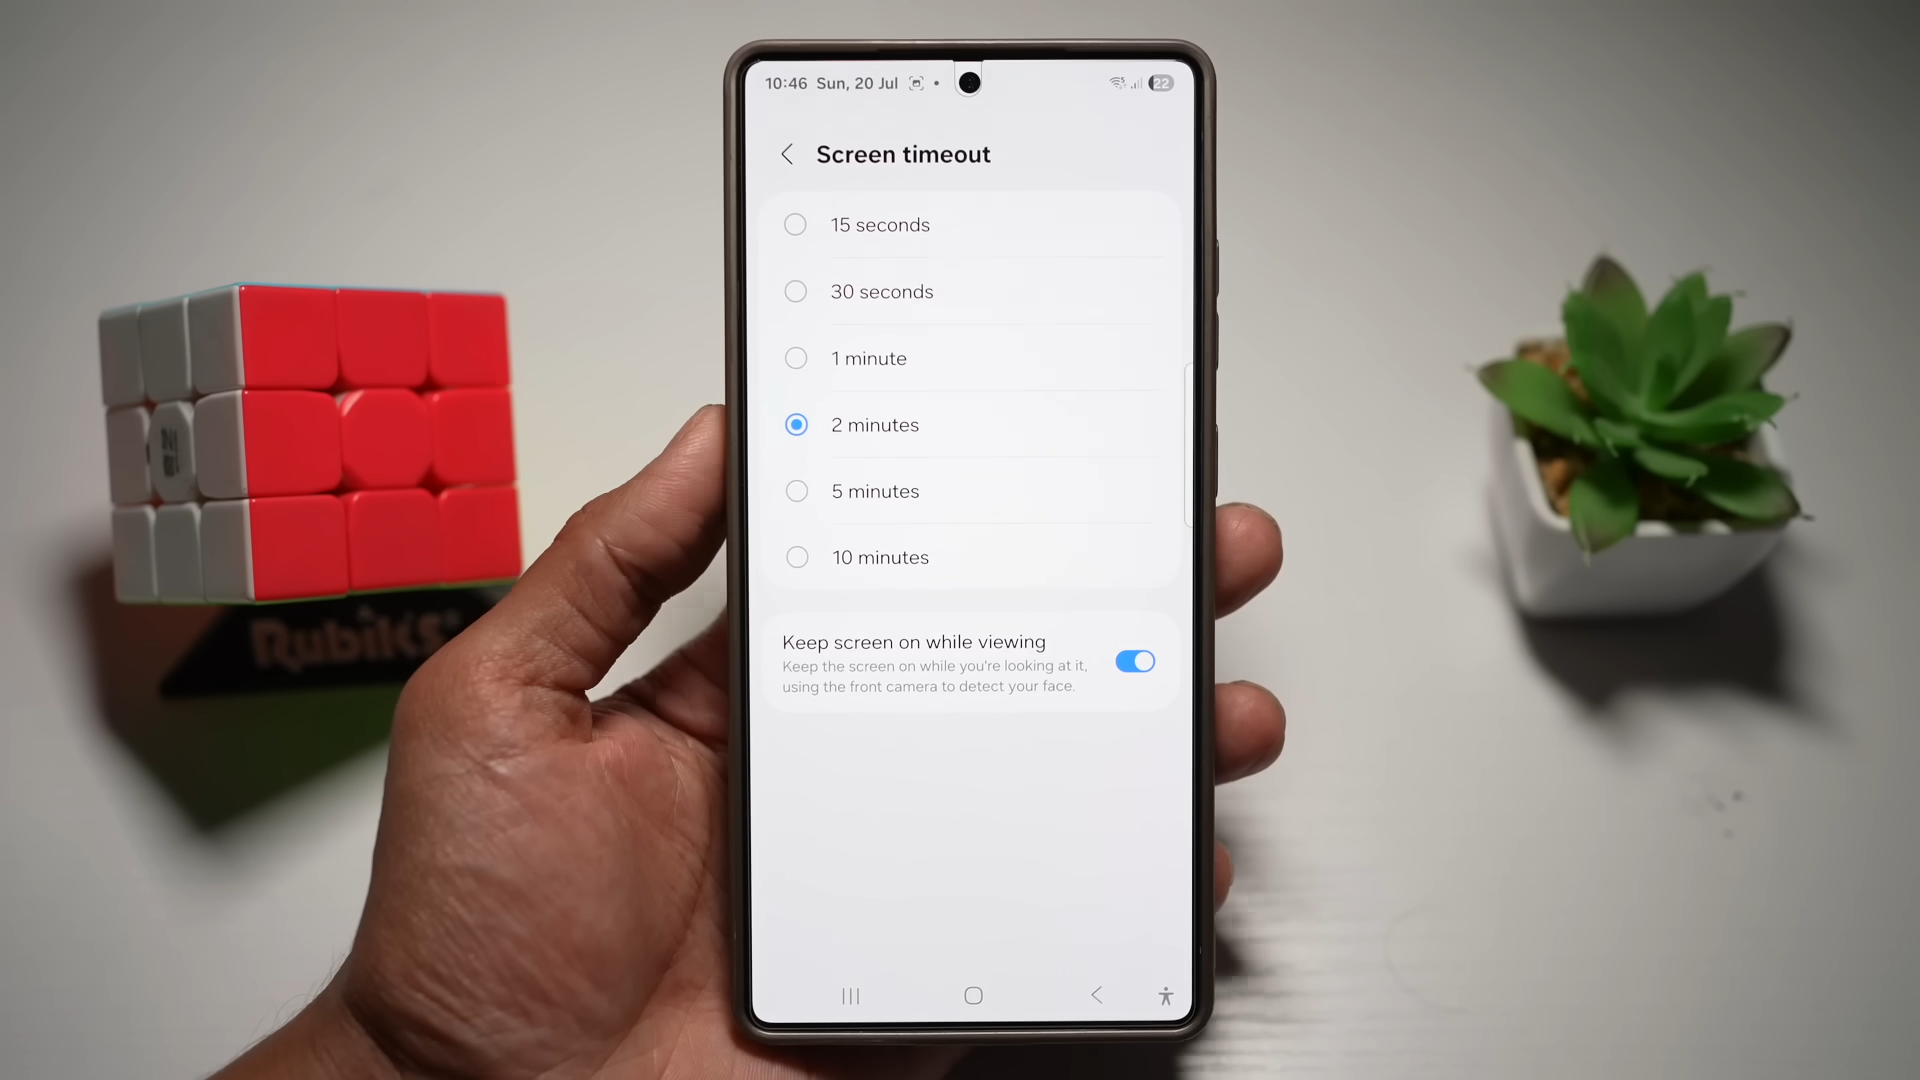 10:46 Sun, 20 Jul
22
Screen timeout
15 seconds
30 seconds
1 minute
2 minutes
5 minutes
10 minutes
Keep screen on while viewing
Keep the screen on while you're looking at it,
using the front camera to detect your face.
Rubik's